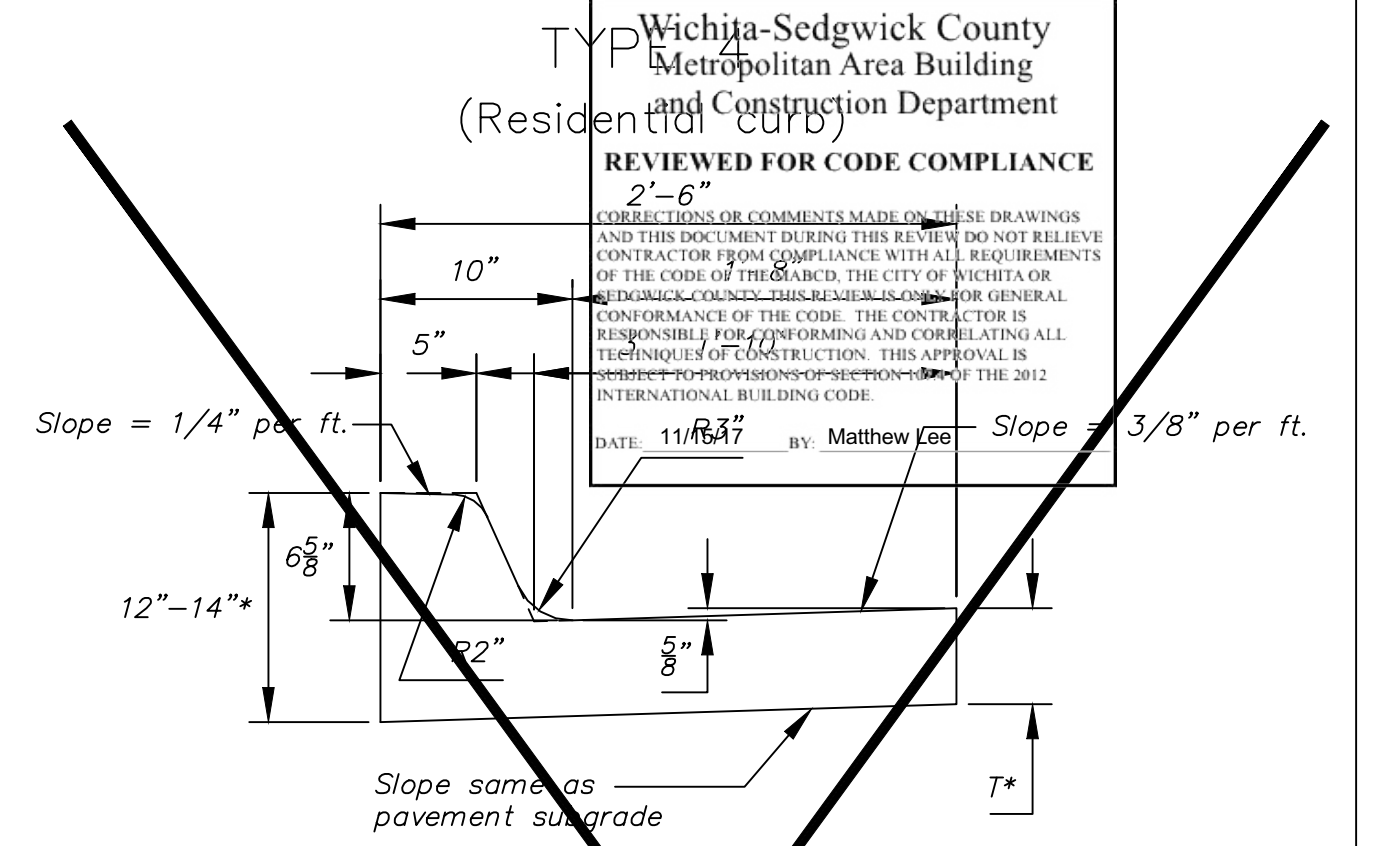 TYPE 4
(Residential curb)
Wichita-Sedgwick County
Metropolitan Area Building
and Construction Department
REVIEWED FOR CODE COMPLIANCE
CORRECTIONS OR COMMENTS MADE ON THESE DRAWINGS
AND THIS DOCUMENT DURING THIS REVIEW DO NOT RELIEVE
CONTRACTOR FROM COMPLIANCE WITH ALL REQUIREMENTS
OF THE CODE OF THE MABCD, THE CITY OF WICHITA OR
SEDGWICK COUNTY. THIS REVIEW IS ONLY FOR GENERAL
CONFORMANCE OF THE CODE. THE CONTRACTOR IS
RESPONSIBLE FOR CONFORMING AND CORRELATING ALL
TECHNIQUES OF CONSTRUCTION. THIS APPROVAL IS
SUBJECT TO PROVISIONS OF SECTION OF THE 2012
INTERNATIONAL BUILDING CODE.
DATE: 11/15/17 BY: Matthew Lee
2'-6"
10"
1'-8"
5"
1'-10"
Slope = 1/4" per ft.
R3"
Slope = 3/8" per ft.
6 5/8"
12"-14"*
R2"
5/8"
Slope same as
pavement subgrade
T*